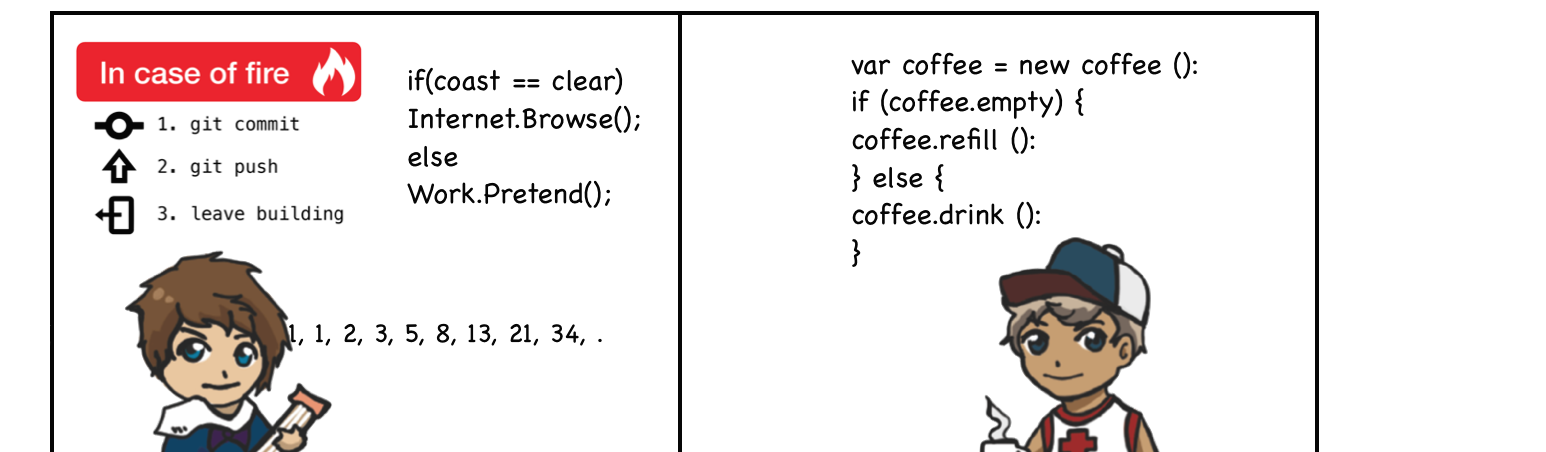 In case of fire
1. git commit
2. git push
3. leave building
if(coast == clear)
Internet.Browse();
else
Work.Pretend();
1, 1, 2, 3, 5, 8, 13, 21, 34, .
var coffee = new coffee ():
if (coffee.empty) {
coffee.refill ():
} else {
coffee.drink ():
}